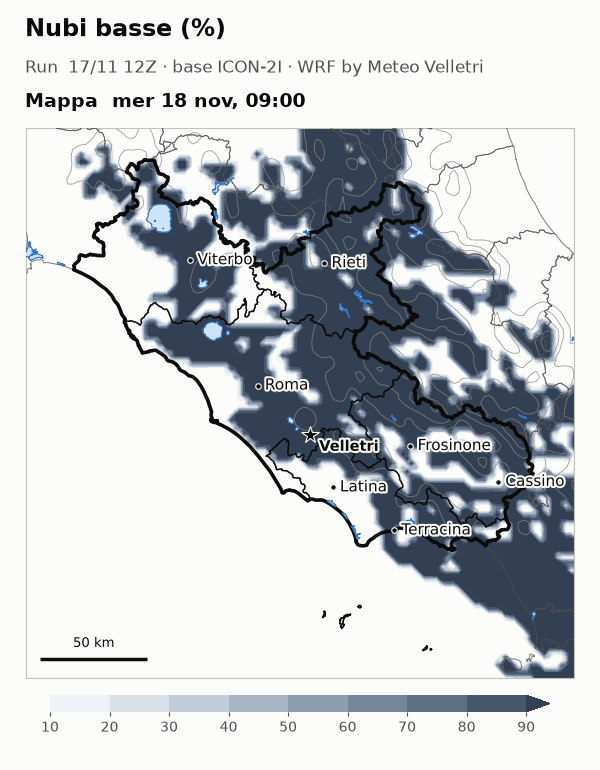 Nubi basse (%)
Run  17/11 12Z · base ICON-2I · WRF by Meteo Velletri
Mappa  mer 18 nov, 09:00
Viterbo
Rieti
Roma
Velletri
Frosinone
Latina
Cassino
Terracina
50 km
10 20 30 40 50 60 70 80 90